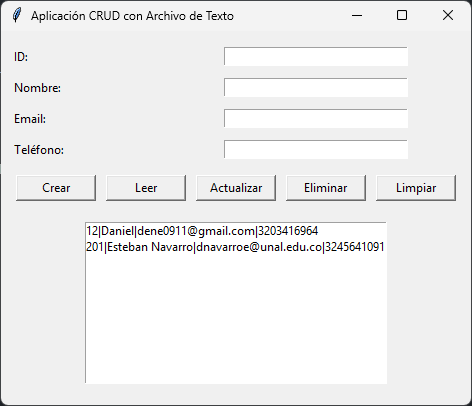 Aplicación CRUD con Archivo de Texto
ID:
Nombre:
Email:
Teléfono:
Crear Leer Actualizar Eliminar Limpiar
12|Daniel|dene0911@gmail.com|3203416964
201|Esteban Navarro|dnavarroe@unal.edu.co|3245641091